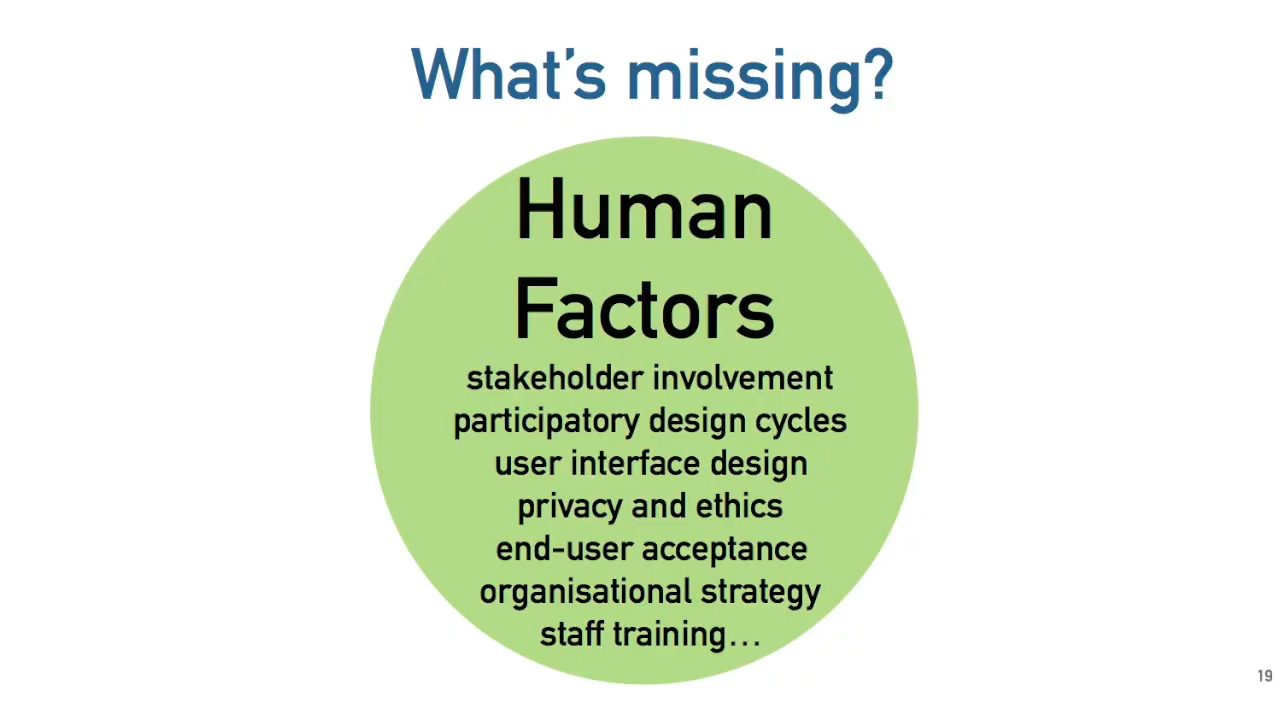 What's missing?
Human
Factors
stakeholder involvement
participatory design cycles
user interface design
privacy and ethics
end-user acceptance
organisational strategy
staff training…
19